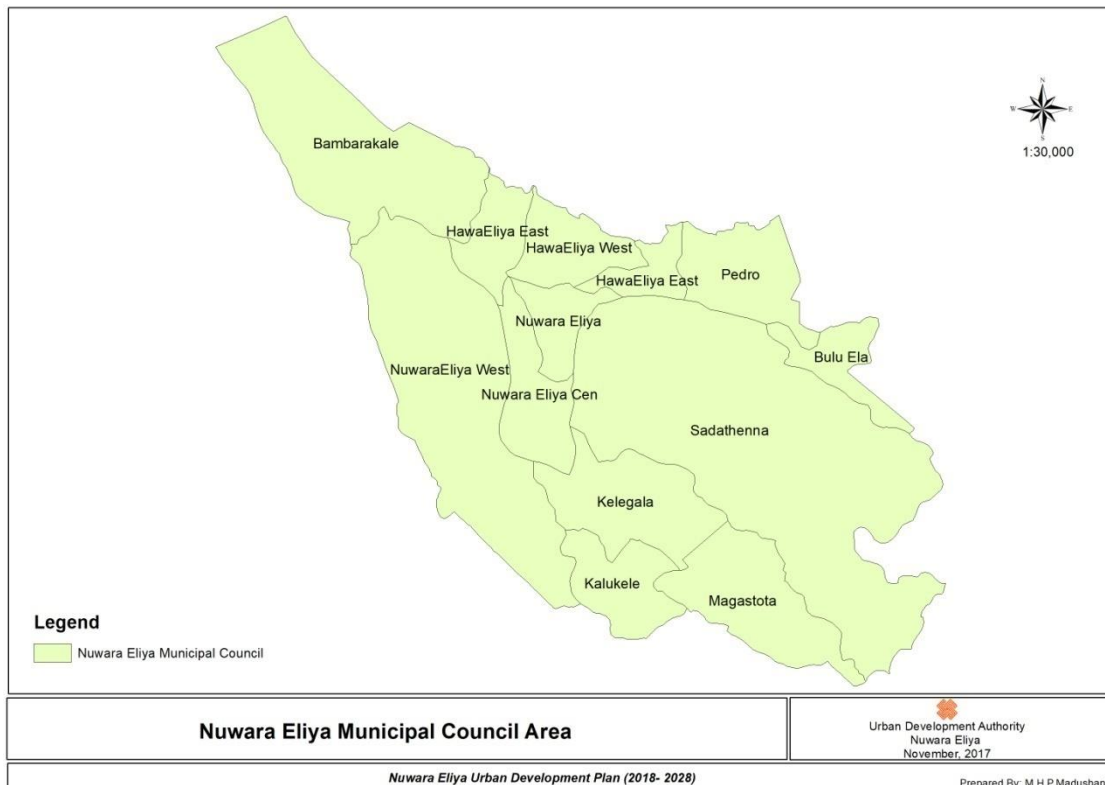 N
W E
S
1:30,000
Bambarakale
HawaEliya East
HawaEliya West
HawaEliya East
Pedro
Nuwara Eliya
Bulu Ela
NuwaraEliya West
Nuwara Eliya Cen
Sadathenna
Kelegala
Kalukele
Magastota
Legend
Nuwara Eliya Municipal Council
Nuwara Eliya Municipal Council Area
Urban Development Authority
Nuwara Eliya
November, 2017
Nuwara Eliya Urban Development Plan (2018- 2028)
Prepared By: M.H.P.Madushan